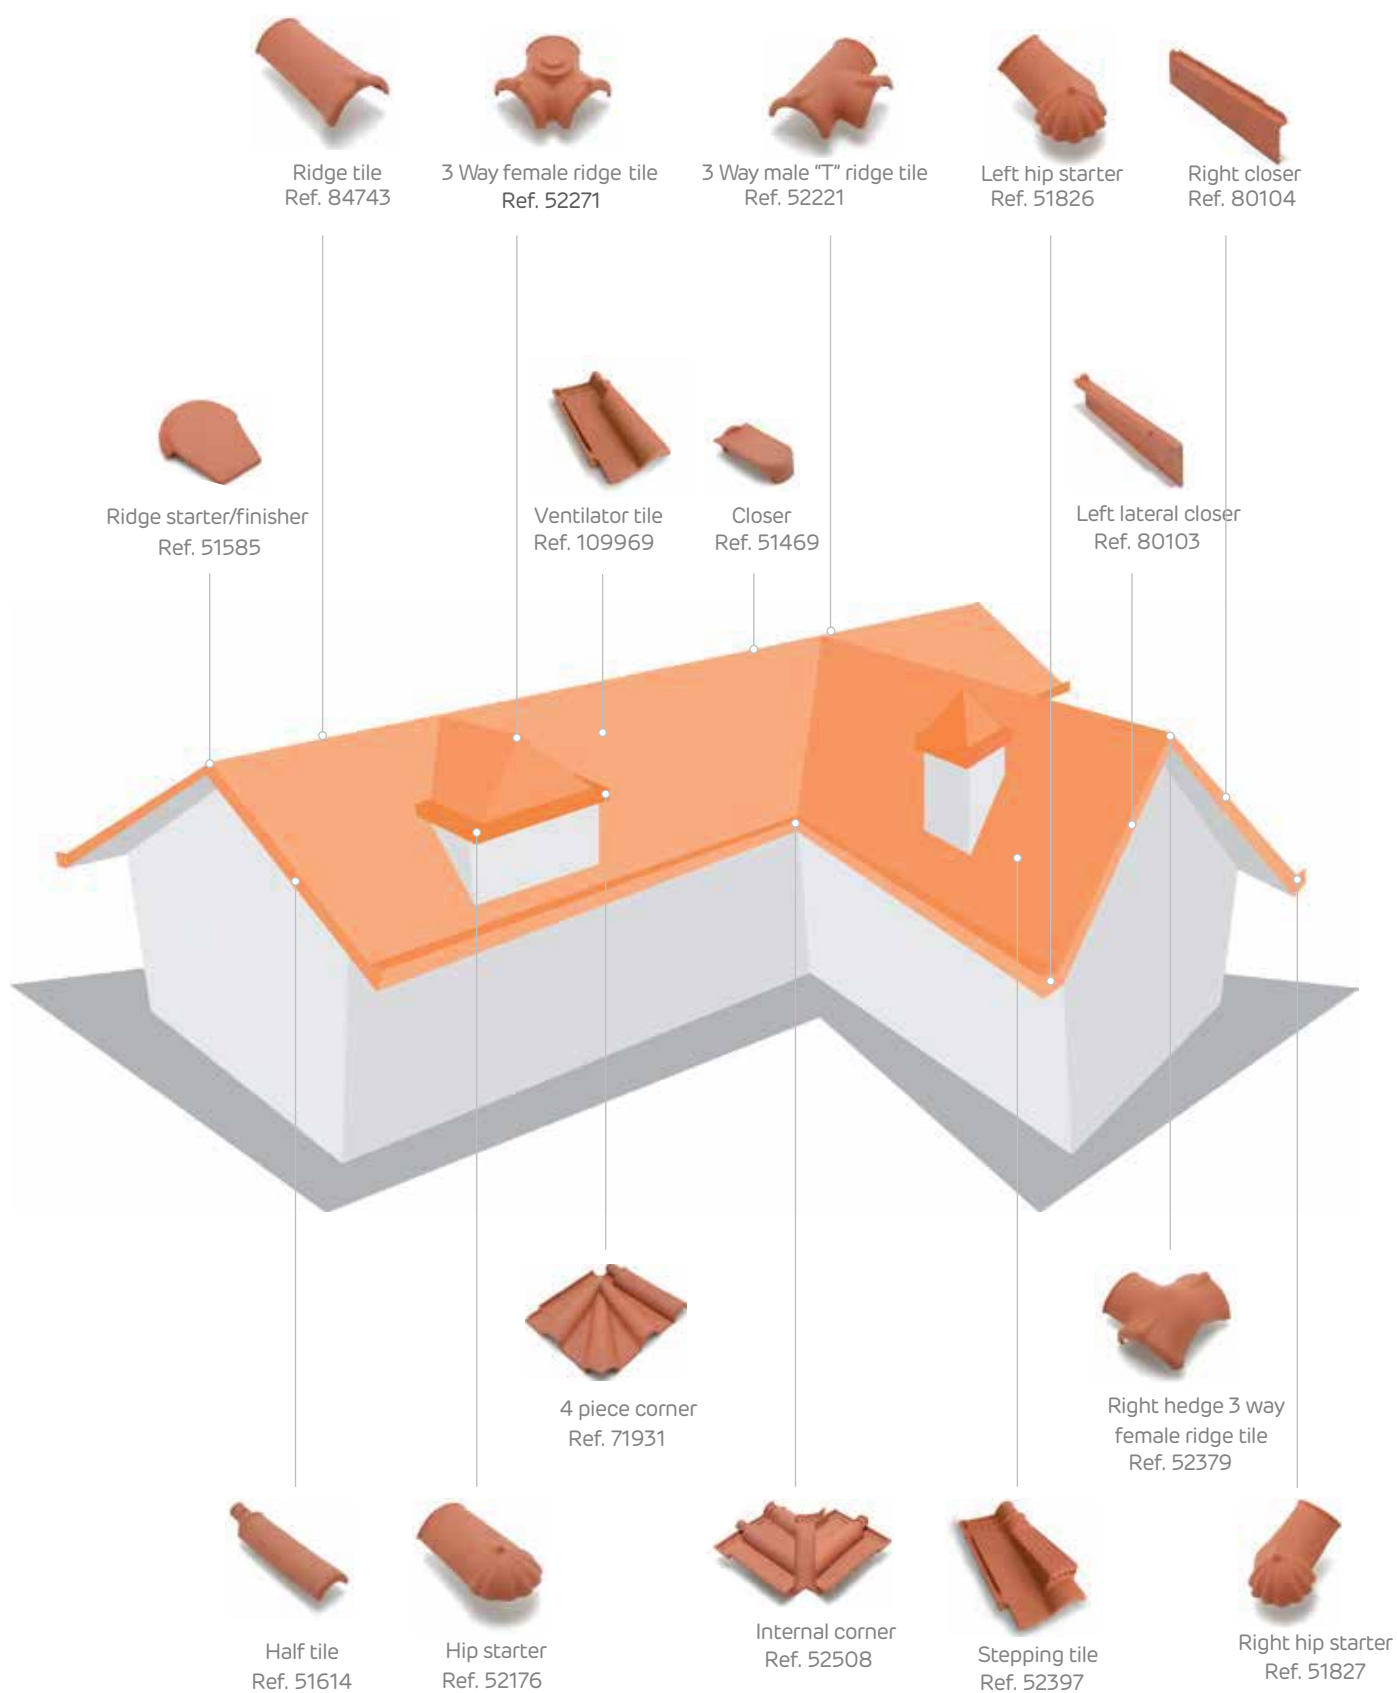 Ridge tile
Ref. 84743
3 Way female ridge tile
Ref. 52271
3 Way male “T” ridge tile
Ref. 52221
Left hip starter
Ref. 51826
Right closer
Ref. 80104
Ridge starter/finisher
Ref. 51585
Ventilator tile
Ref. 109969
Closer
Ref. 51469
Left lateral closer
Ref. 80103
4 piece corner
Ref. 71931
Right hedge 3 way
female ridge tile
Ref. 52379
Half tile
Ref. 51614
Hip starter
Ref. 52176
Internal corner
Ref. 52508
Stepping tile
Ref. 52397
Right hip starter
Ref. 51827